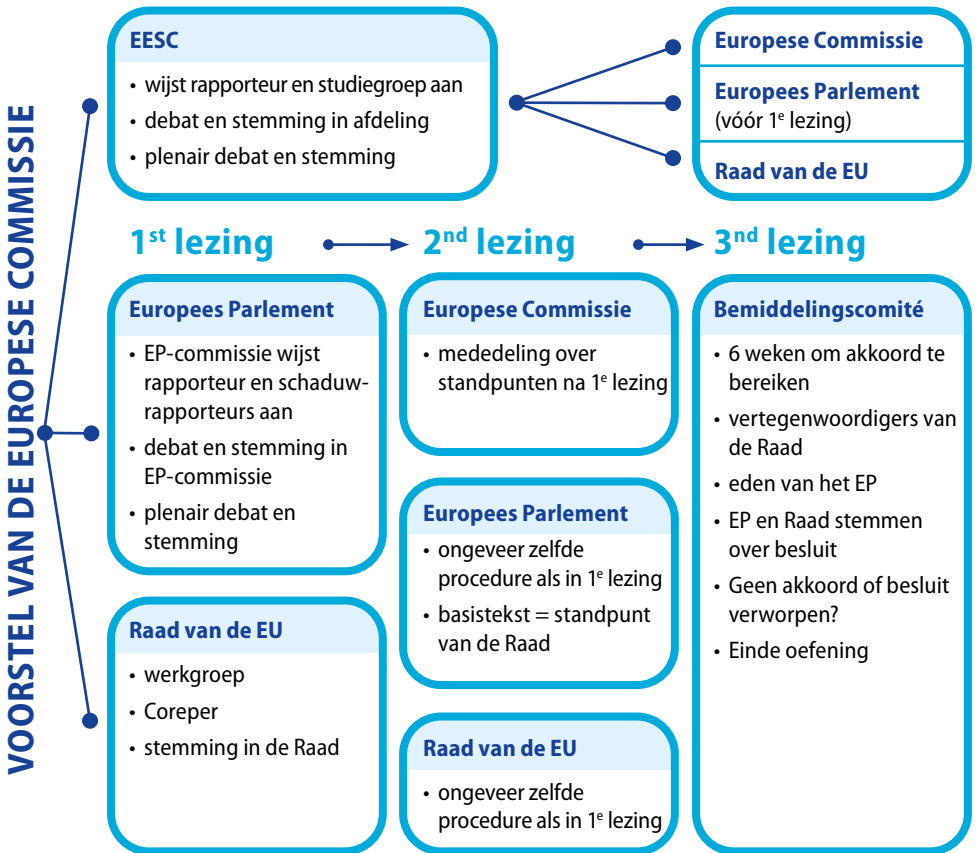 VOORSTEL VAN DE EUROPESE COMMISSIE
EESC
• wijst rapporteur en studiegroep aan
• debat en stemming in afdeling
• plenair debat en stemming
Europese Commissie
Europees Parlement
(vóór 1e lezing)
Raad van de EU
1st lezing
2nd lezing
3nd lezing
Europees Parlement
• EP-commissie wijst
rapporteur en schaduw-
rapporteurs aan
• debat en stemming in
EP-commissie
• plenair debat en
stemming
Raad van de EU
• werkgroep
• Coreper
• stemming in de Raad
Europese Commissie
• mededeling over
standpunten na 1e lezing
Europees Parlement
• ongeveer zelfde
procedure als in 1e lezing
• basistekst = standpunt
van de Raad
Raad van de EU
• ongeveer zelfde
procedure als in 1e lezing
Bemiddelingscomité
• 6 weken om akkoord te
bereiken
• vertegenwoordigers van
de Raad
• eden van het EP
• EP en Raad stemmen
over besluit
• Geen akkoord of besluit
verworpen?
• Einde oefening